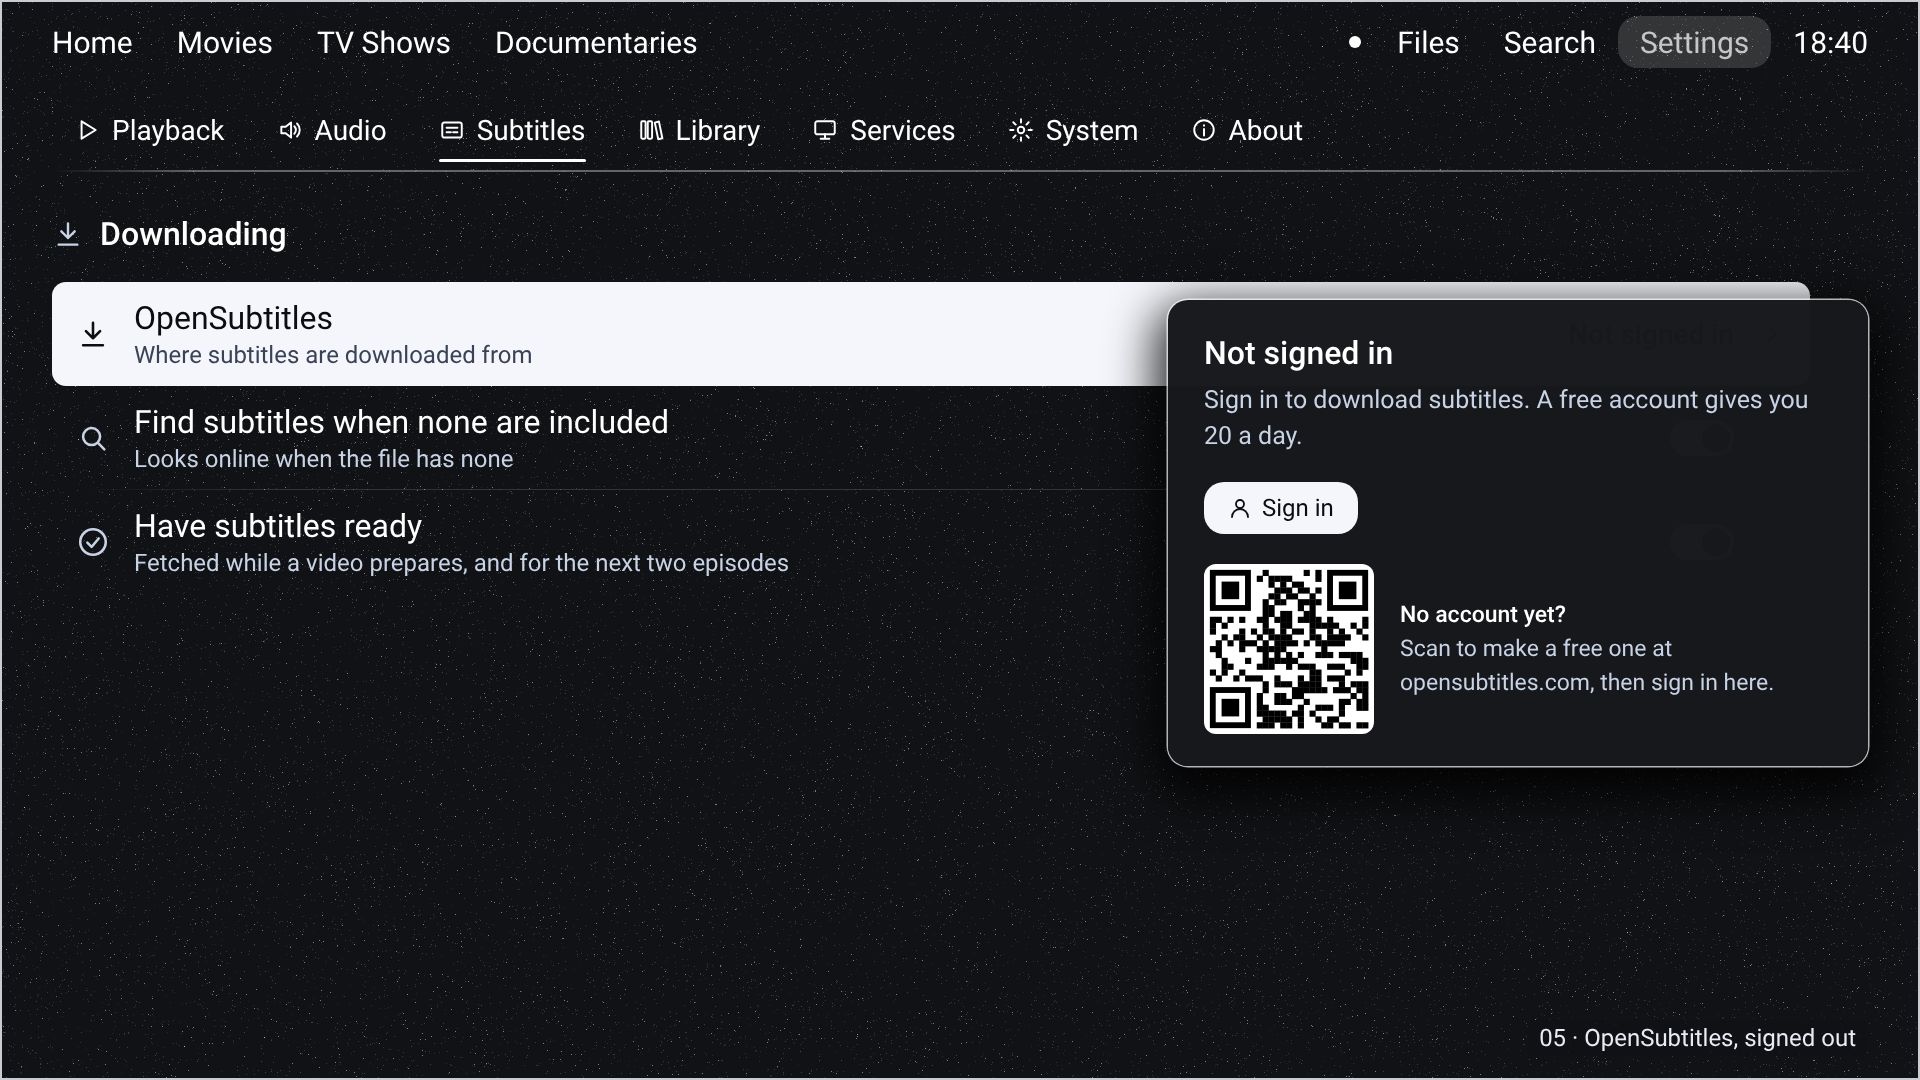 Home Movies TV Shows Documentaries Files Search Settings 18:40
Playback Audio Subtitles Library Services System About
Downloading
OpenSubtitles
Where subtitles are downloaded from
Find subtitles when none are included
Looks online when the file has none
Have subtitles ready
Fetched while a video prepares, and for the next two episodes
Not signed in
Not signed in
Sign in to download subtitles. A free account gives you
20 a day.
Sign in
No account yet?
Scan to make a free one at
opensubtitles.com, then sign in here.
05 · OpenSubtitles, signed out